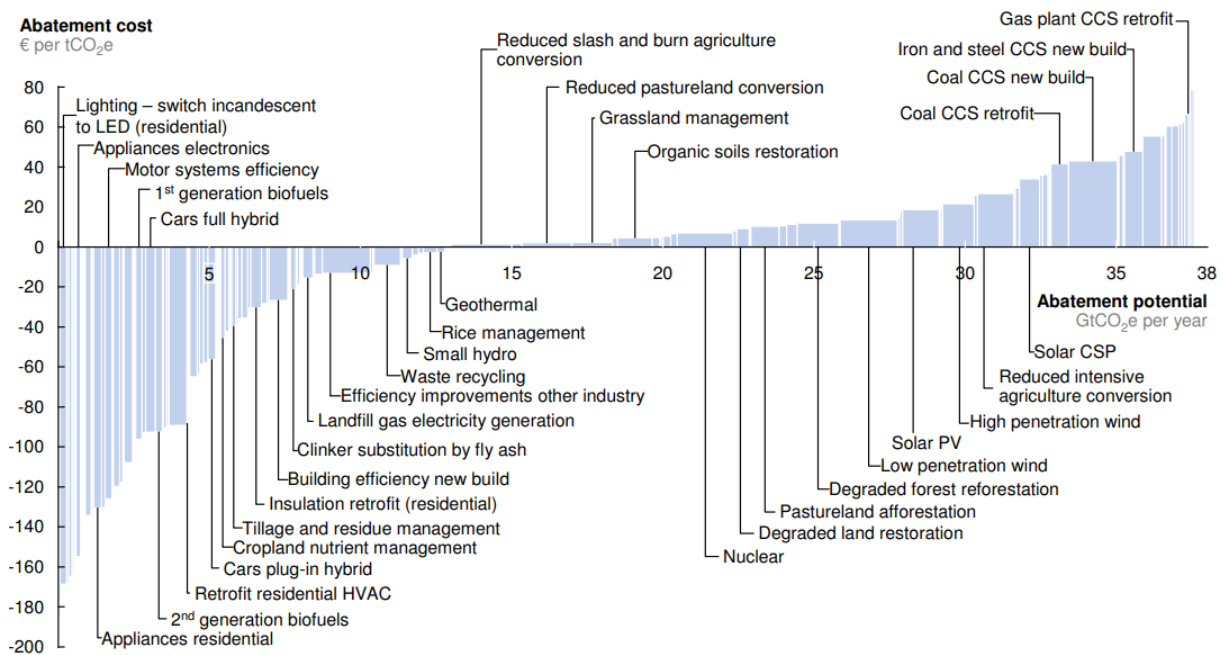 Abatement cost
€ per tCO2e
Gas plant CCS retrofit
Reduced slash and burn agriculture
conversion
Iron and steel CCS new build
Coal CCS new build
80
Reduced pastureland conversion
Lighting – switch incandescent
to LED (residential)
60
Grassland management
Coal CCS retrofit
Appliances electronics
Organic soils restoration
40
Motor systems efficiency
1st generation biofuels
20
Cars full hybrid
0
5
10
15
20
25
30
35
38
-20
Abatement potential
GtCO2e per year
Geothermal
-40
Rice management
Small hydro
Solar CSP
-60
Waste recycling
Reduced intensive
agriculture conversion
Efficiency improvements other industry
-80
Landfill gas electricity generation
High penetration wind
Solar PV
-100
Clinker substitution by fly ash
Low penetration wind
Building efficiency new build
Degraded forest reforestation
-120
Insulation retrofit (residential)
Pastureland afforestation
-140
Tillage and residue management
Degraded land restoration
Cropland nutrient management
Nuclear
-160
Cars plug-in hybrid
Retrofit residential HVAC
-180
2nd generation biofuels
Appliances residential
-200